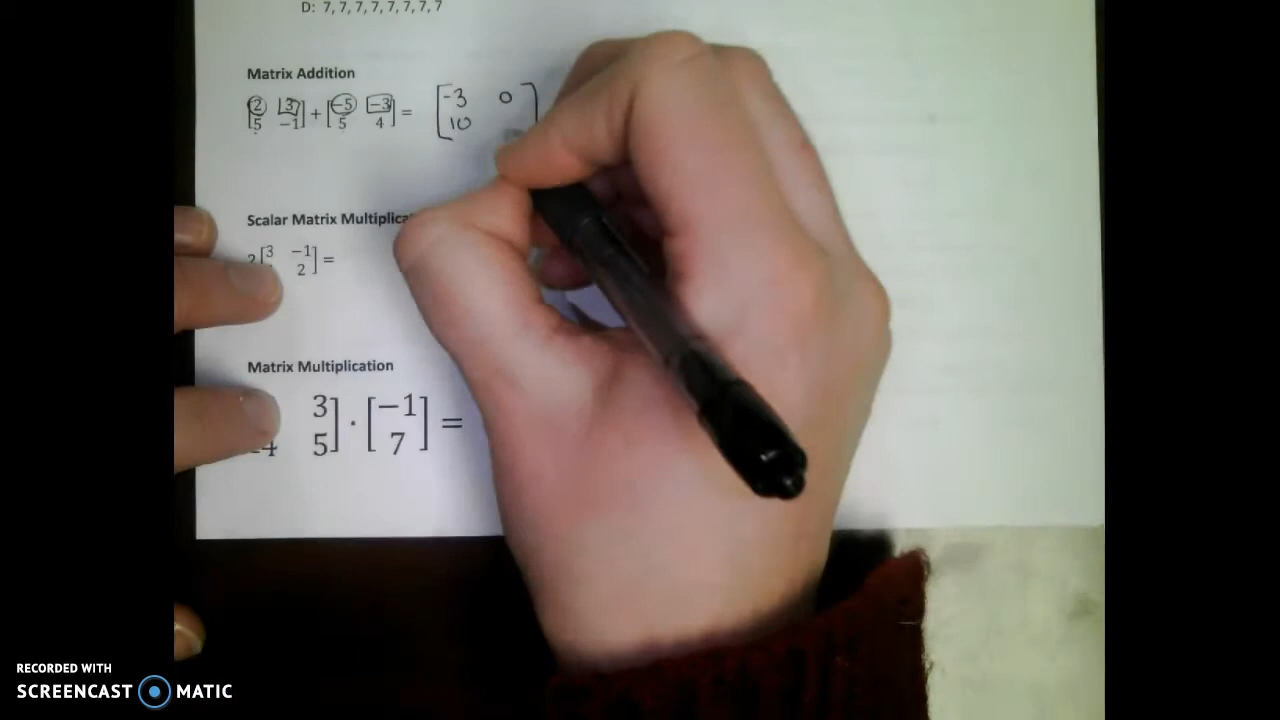 D: 7, 7, 7, 7, 7, 7, 7, 7
Matrix Addition
[2 3] + [−5 −3] = [-3 0]
[5 −1] [5 4] [10
Scalar Matrix
2[3 −1] =
2]
Matrix Multiplication
3] · [−1] =
5] [7]
RECORDED WITH
SCREENCAST MATIC